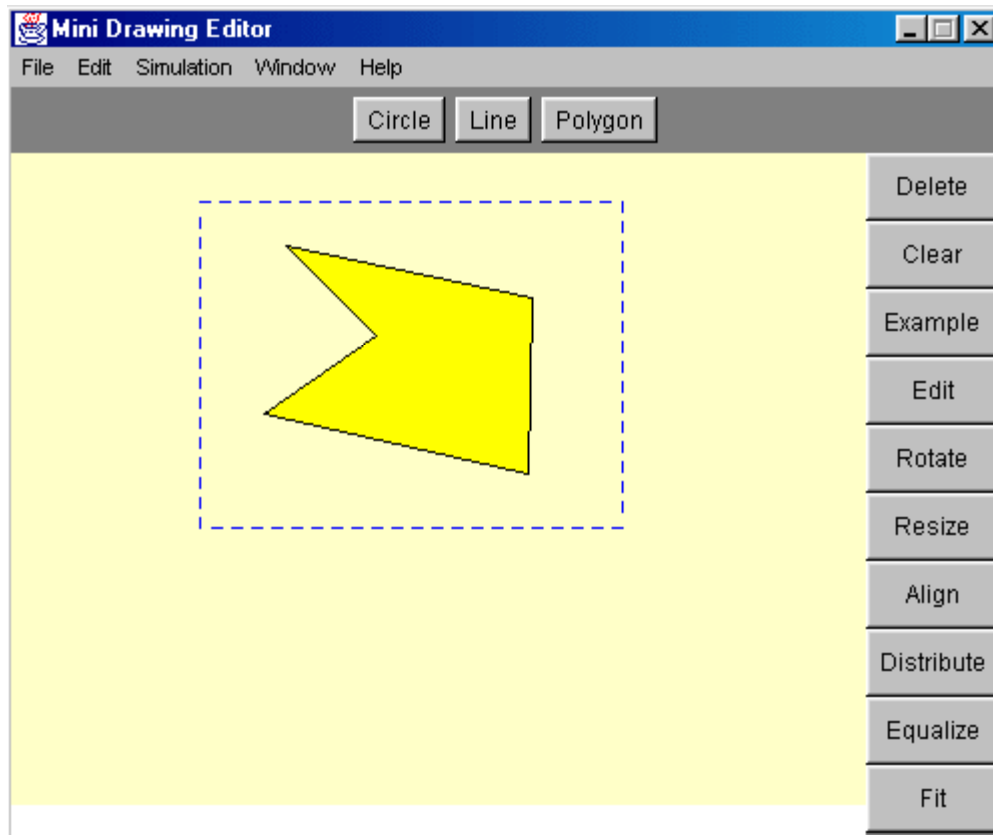 Mini Drawing Editor
File Edit Simulation Window Help
Circle Line Polygon
Delete
Clear
Example
Edit
Rotate
Resize
Align
Distribute
Equalize
Fit